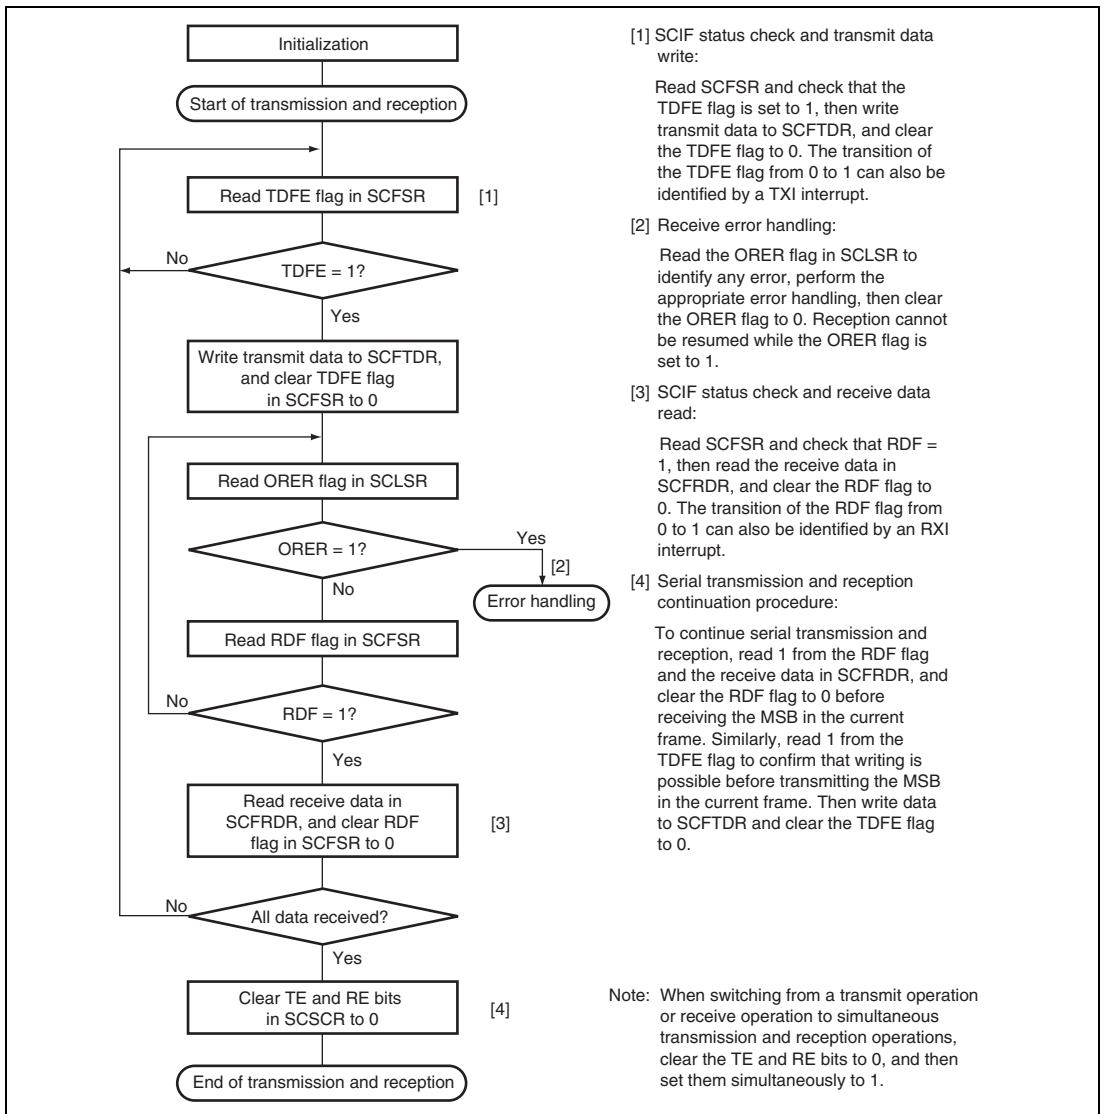 Initialization
Start of transmission and reception
Read TDFE flag in SCFSR
[1]
No
TDFE = 1?
Yes
Write transmit data to SCFTDR,
and clear TDFE flag
in SCFSR to 0
Read ORER flag in SCLSR
ORER = 1?
Yes
[2]
Error handling
No
Read RDF flag in SCFSR
No
RDF = 1?
Yes
Read receive data in
SCFRDR, and clear RDF
flag in SCFSR to 0
[3]
No
All data received?
Yes
Clear TE and RE bits
in SCSCR to 0
[4]
End of transmission and reception
[1] SCIF status check and transmit data
write:
Read SCFSR and check that the
TDFE flag is set to 1, then write
transmit data to SCFTDR, and clear
the TDFE flag to 0. The transition of
the TDFE flag from 0 to 1 can also be
identified by a TXI interrupt.
[2] Receive error handling:
Read the ORER flag in SCLSR to
identify any error, perform the
appropriate error handling, then clear
the ORER flag to 0. Reception cannot
be resumed while the ORER flag is
set to 1.
[3] SCIF status check and receive data
read:
Read SCFSR and check that RDF =
1, then read the receive data in
SCFRDR, and clear the RDF flag to
0. The transition of the RDF flag from
0 to 1 can also be identified by an RXI
interrupt.
[4] Serial transmission and reception
continuation procedure:
To continue serial transmission and
reception, read 1 from the RDF flag
and the receive data in SCFRDR, and
clear the RDF flag to 0 before
receiving the MSB in the current
frame. Similarly, read 1 from the
TDFE flag to confirm that writing is
possible before transmitting the MSB
in the current frame. Then write data
to SCFTDR and clear the TDFE flag
to 0.
Note: When switching from a transmit operation
or receive operation to simultaneous
transmission and reception operations,
clear the TE and RE bits to 0, and then
set them simultaneously to 1.